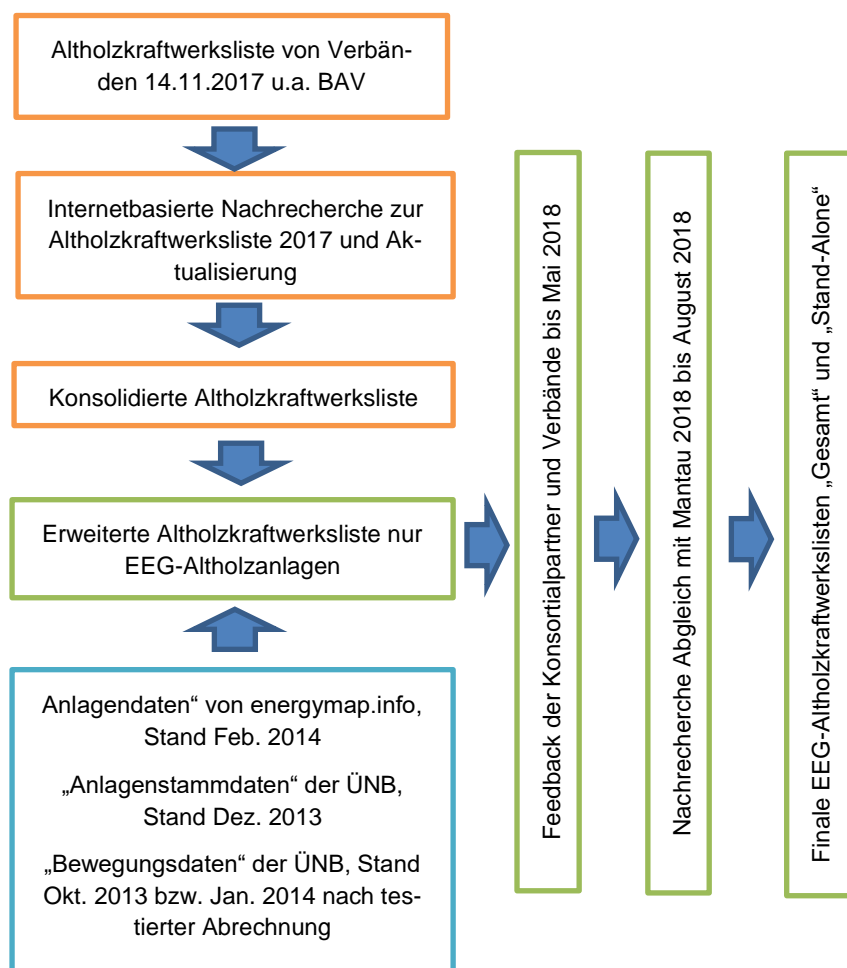 Altholzkraftwerksliste von Verbän-
den 14.11.2017 u.a. BAV
Internetbasierte Nachrecherche zur
Altholzkraftwerksliste 2017 und Ak-
tualisierung
Konsolidierte Altholzkraftwerksliste
Erweiterte Altholzkraftwerksliste nur
EEG-Altholzanlagen
Anlagendaten“ von energymap.info,
Stand Feb. 2014
„Anlagenstammdaten“ der ÜNB,
Stand Dez. 2013
„Bewegungsdaten“ der ÜNB, Stand
Okt. 2013 bzw. Jan. 2014 nach tes-
tierter Abrechnung
Feedback der Konsortialpartner und Verbände bis Mai 2018
Nachrecherche Abgleich mit Mantau 2018 bis August 2018
Finale EEG-Altholzkraftwerkslisten „Gesamt“ und „Stand-Alone“